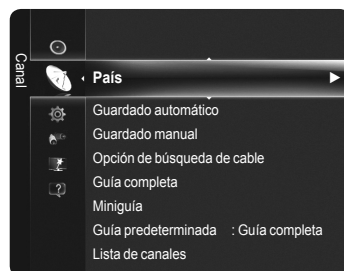 Canal
País
Guardado automático
Guardado manual
Opción de búsqueda de cable
Guía completa
Miniguía
Guía predeterminada : Guía completa
Lista de canales